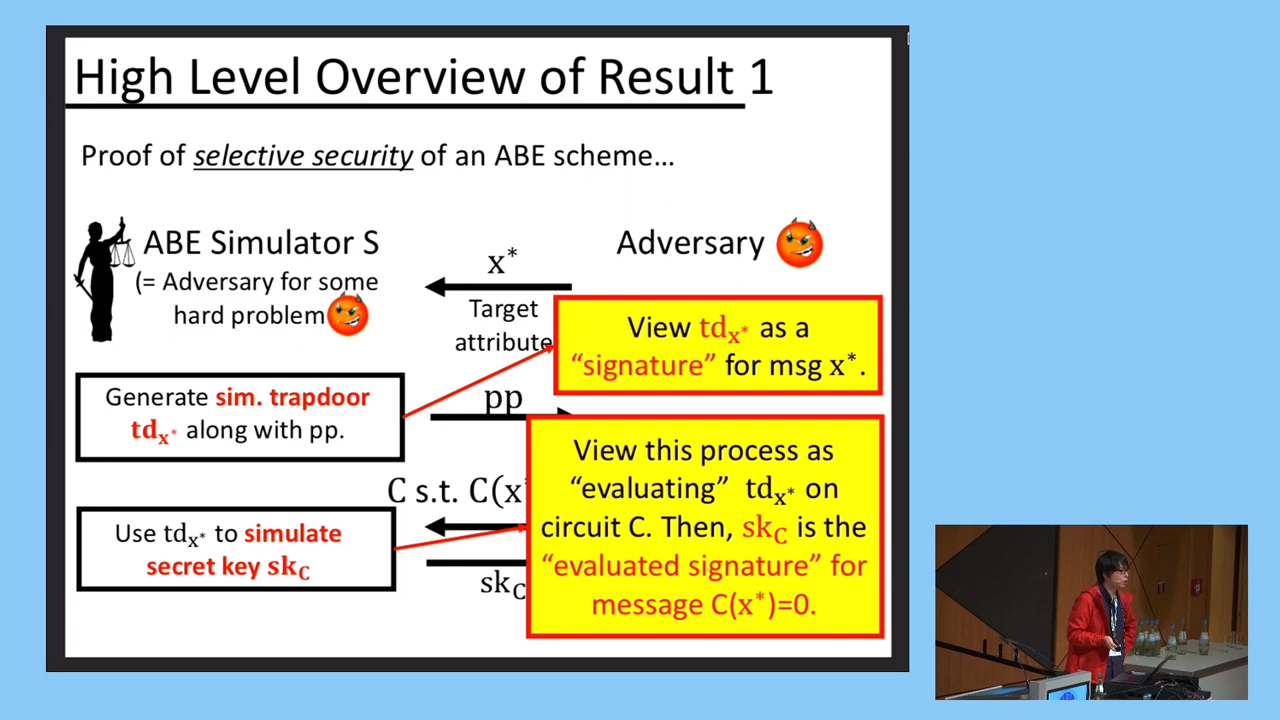 High Level Overview of Result 1
Proof of selective security of an ABE scheme...
ABE Simulator S
(= Adversary for some
hard problem
Adversary
x*
Target
attribute
View td_x* as a
"signature" for msg x*.
Generate sim. trapdoor
td_x* along with pp.
pp
View this process as
"evaluating" td_x* on
circuit C. Then, sk_C is the
"evaluated signature" for
message C(x*)=0.
C s.t. C(x*
Use td_x* to simulate
secret key sk_C
sk_C